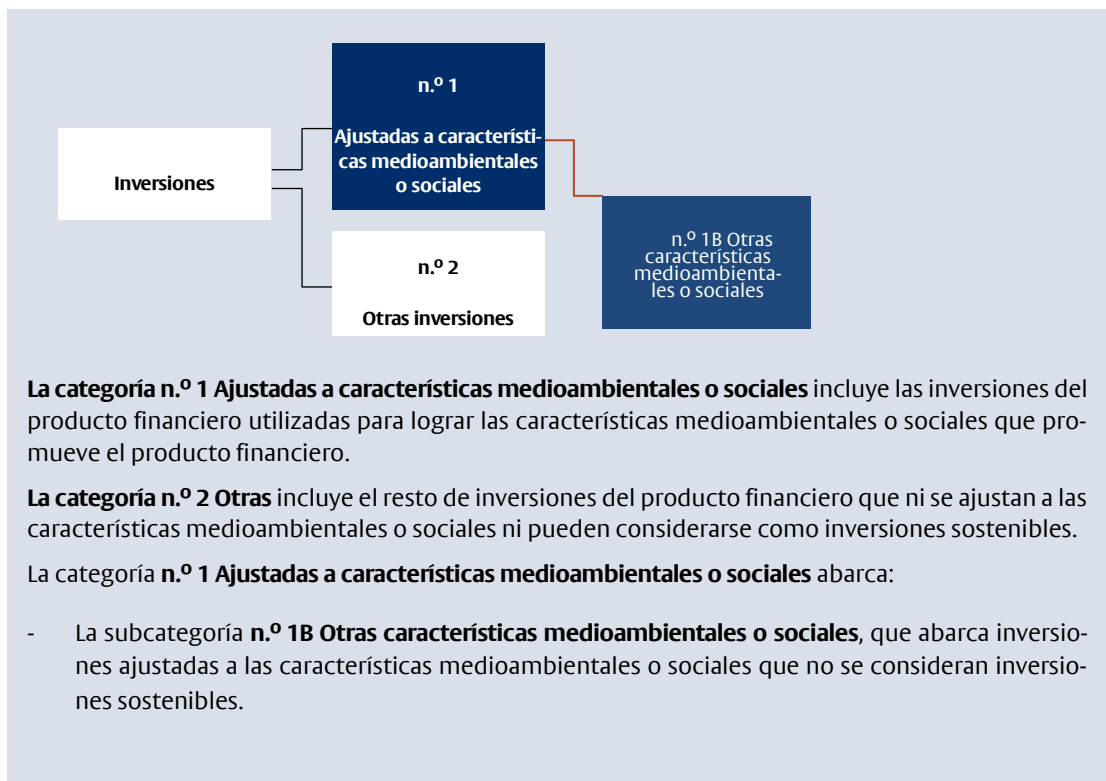 n.º 1
Ajustadas a característi-
cas medioambientales
o sociales
Inversiones
n.º 2
Otras inversiones
n.º 1B Otras
características
medioambienta-
les o sociales
La categoría n.º 1 Ajustadas a características medioambientales o sociales incluye las inversiones del
producto financiero utilizadas para lograr las características medioambientales o sociales que pro-
mueve el producto financiero.
La categoría n.º 2 Otras incluye el resto de inversiones del producto financiero que ni se ajustan a las
características medioambientales o sociales ni pueden considerarse como inversiones sostenibles.
La categoría n.º 1 Ajustadas a características medioambientales o sociales abarca:
- La subcategoría n.º 1B Otras características medioambientales o sociales, que abarca inversio-
nes ajustadas a las características medioambientales o sociales que no se consideran inversio-
nes sostenibles.